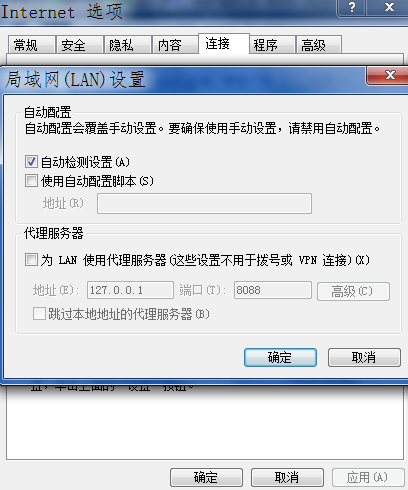 Internet 选项
常规 安全 隐私 内容 连接 程序 高级
局域网(LAN)设置
自动配置
自动配置会覆盖手动设置。要确保使用手动设置，请禁用自动配置。
自动检测设置(A)
使用自动配置脚本(S)
地址(R)
代理服务器
为 LAN 使用代理服务器(这些设置不用于拨号或 VPN 连接)(X)
地址(E): 127.0.0.1 端口(T): 8088 高级(C)
跳过本地地址的代理服务器(B)
确定 取消
确定 取消 应用(A)